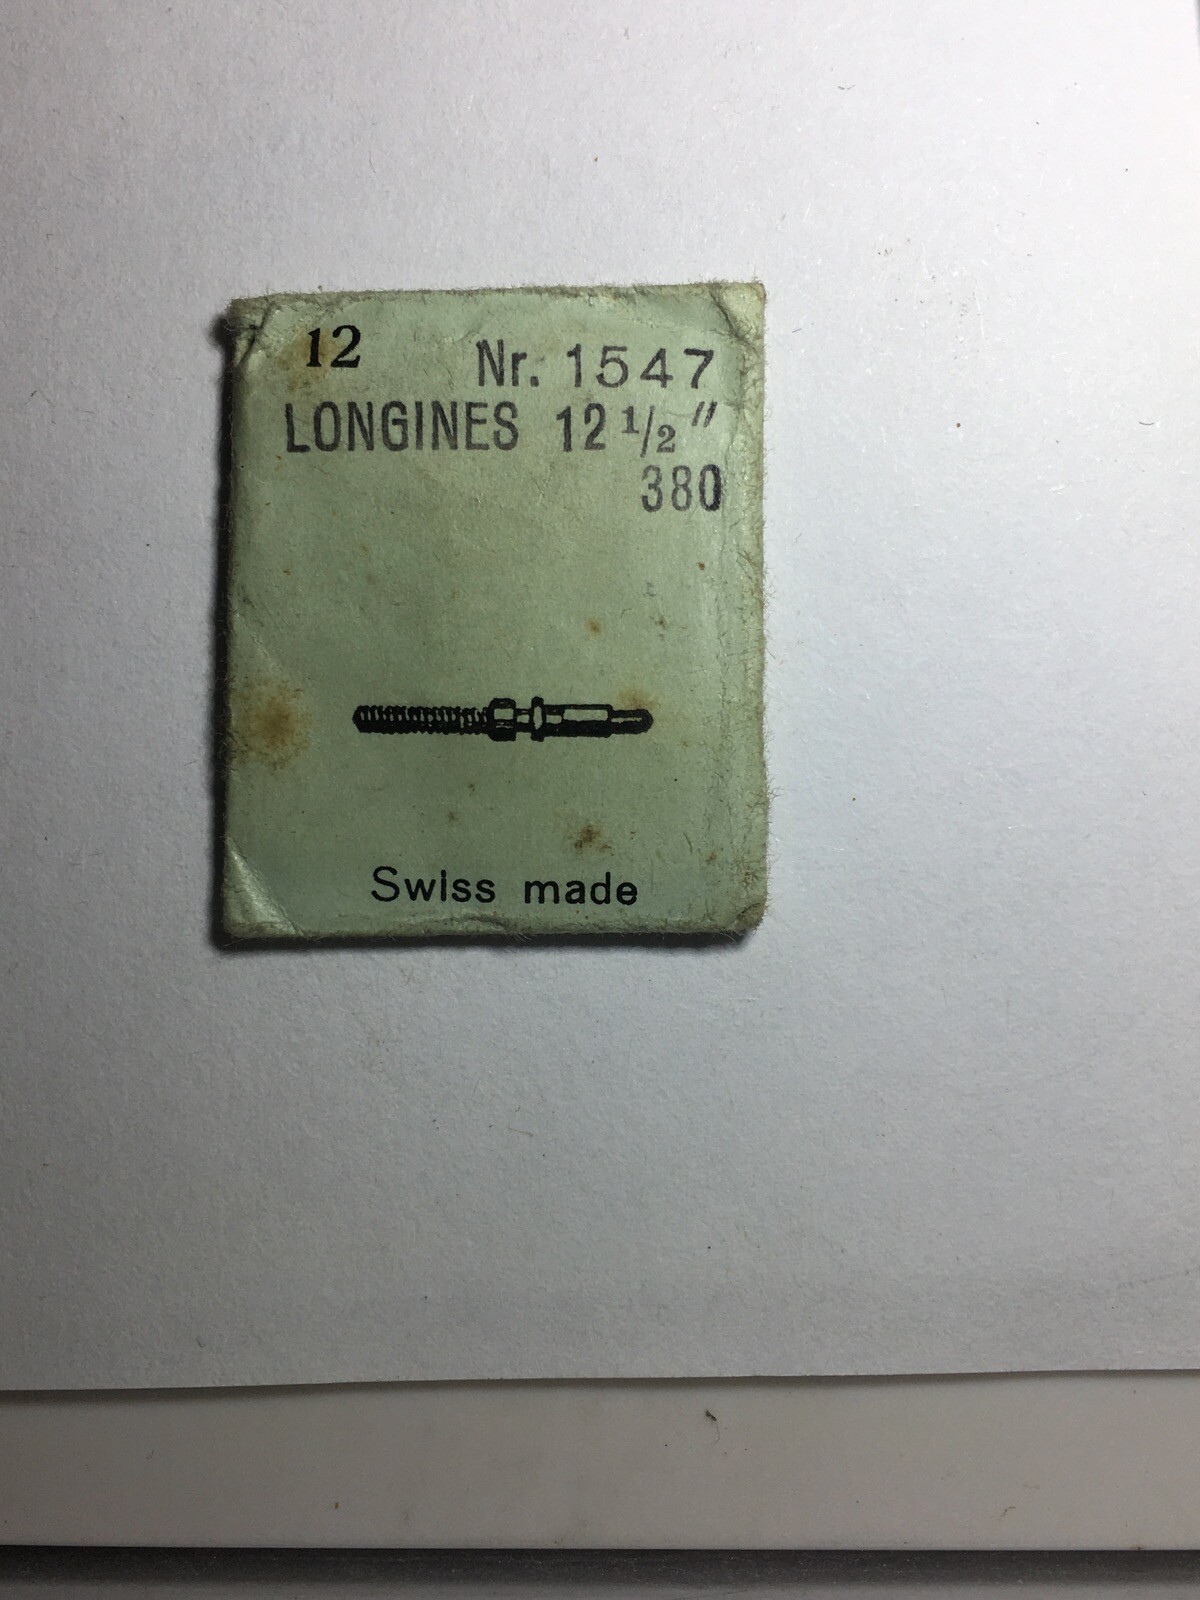 12
Nr. 1547
LONGINES 12 1/2 "
380
Swiss made